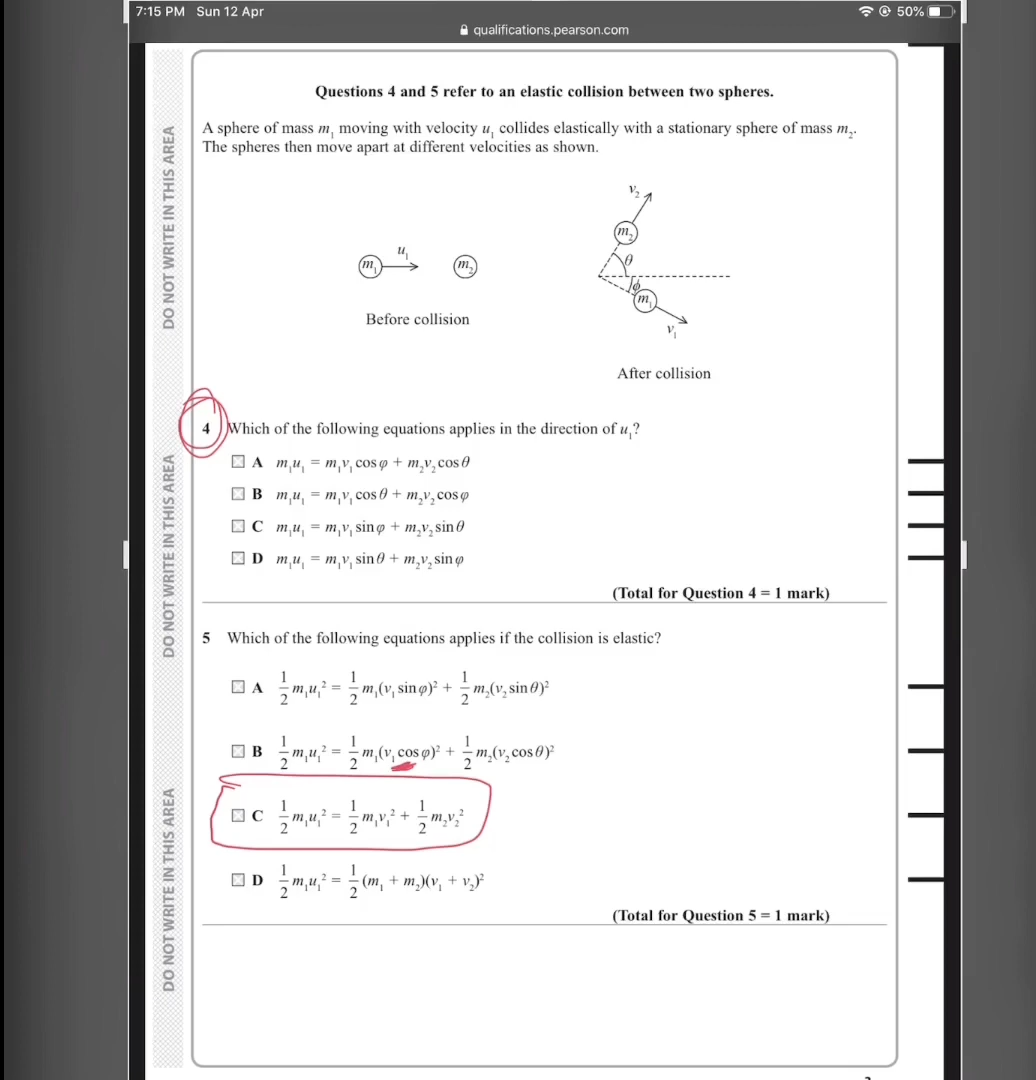 7:15 PM Sun 12 Apr 50%
qualifications.pearson.com
Questions 4 and 5 refer to an elastic collision between two spheres.
A sphere of mass m₁ moving with velocity u₁ collides elastically with a stationary sphere of mass m₂.
The spheres then move apart at different velocities as shown.
v₂
m₂
u₁
θ
m₁ m₂
ϕ
m₁
Before collision
v₁
After collision
4 Which of the following equations applies in the direction of u₁?
A m₁u₁ = m₁v₁ cos φ + m₂v₂ cos θ
B m₁u₁ = m₁v₁ cos θ + m₂v₂ cos φ
C m₁u₁ = m₁v₁ sin φ + m₂v₂ sin θ
D m₁u₁ = m₁v₁ sin θ + m₂v₂ sin φ
(Total for Question 4 = 1 mark)
5 Which of the following equations applies if the collision is elastic?
A 1/2 m₁u₁² = 1/2 m₁(v₁ sin φ)² + 1/2 m₂(v₂ sin θ)²
B 1/2 m₁u₁² = 1/2 m₁(v₁ cos φ)² + 1/2 m₂(v₂ cos θ)²
C 1/2 m₁u₁² = 1/2 m₁v₁² + 1/2 m₂v₂²
D 1/2 m₁u₁² = 1/2 (m₁ + m₂)(v₁ + v₂)²
(Total for Question 5 = 1 mark)
DO NOT WRITE IN THIS AREA
DO NOT WRITE IN THIS AREA
DO NOT WRITE IN THIS AREA